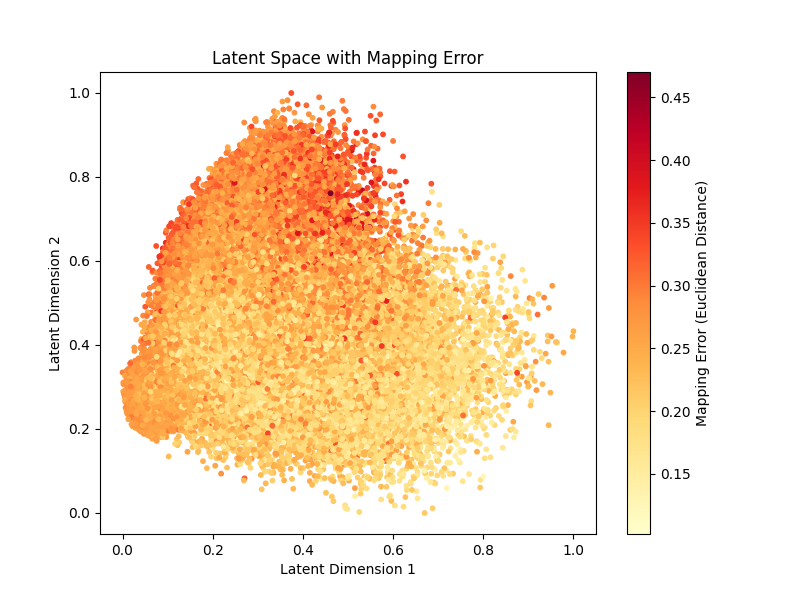 Latent Space with Mapping Error
1.0
0.8
0.6
0.4
0.2
0.0
Latent Dimension 2
0.0 0.2 0.4 0.6 0.8 1.0
Latent Dimension 1
0.45
0.40
0.35
0.30
0.25
0.20
0.15
Mapping Error (Euclidean Distance)